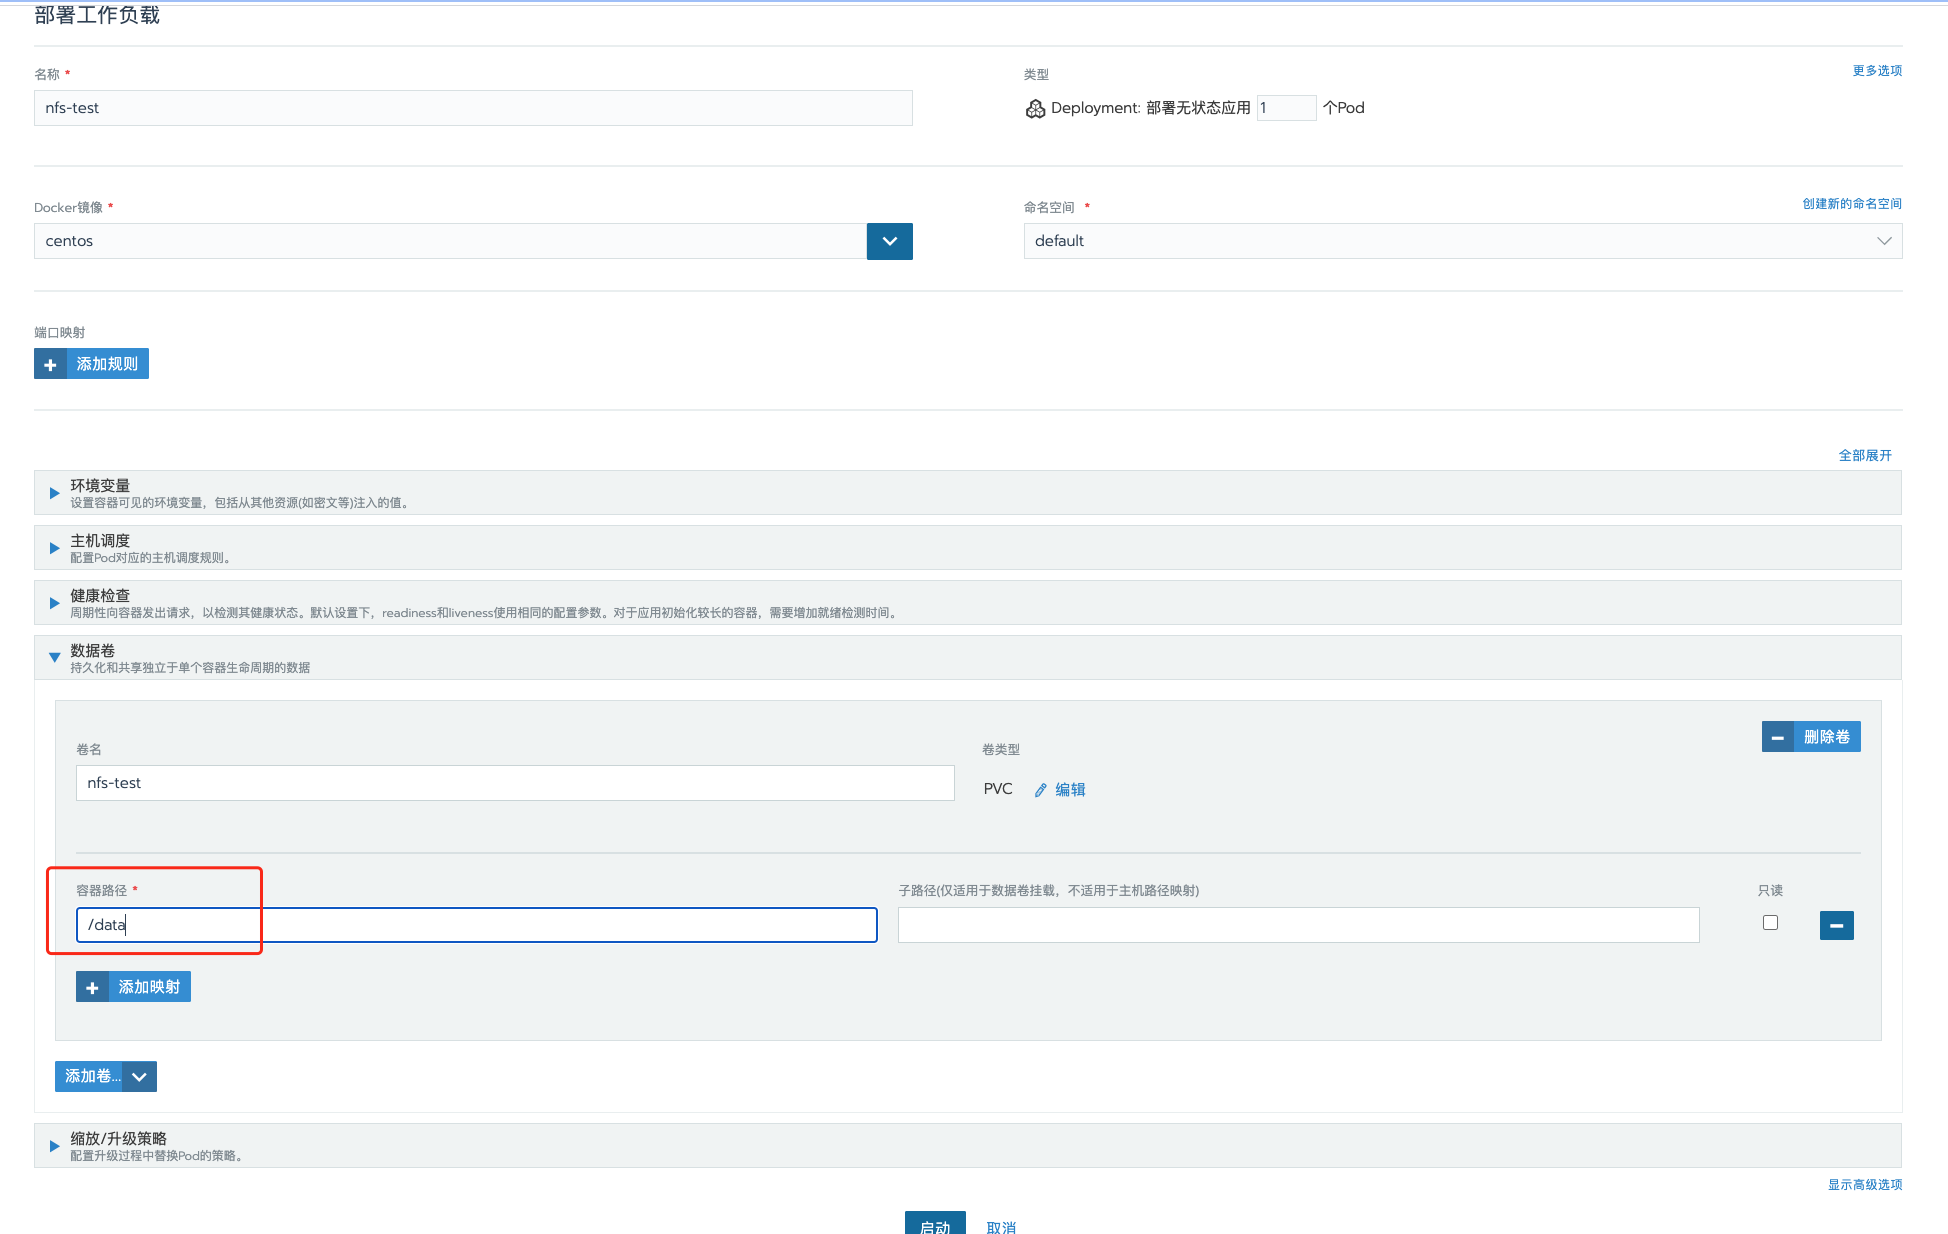 部署工作负载
名称 *
类型
更多选项
nfs-test
Deployment: 部署无状态应用 1 个Pod
Docker镜像 *
命名空间 *
创建新的命名空间
centos
default
端口映射
添加规则
全部展开
环境变量
设置容器可见的环境变量，包括从其他资源(如密文等)注入的值。
主机调度
配置Pod对应的主机调度规则。
健康检查
周期性向容器发出请求，以检测其健康状态。默认设置下，readiness和liveness使用相同的配置参数。对于应用初始化较长的容器，需要增加就绪检测时间。
数据卷
持久化和共享独立于单个容器生命周期的数据
删除卷
卷名
卷类型
nfs-test
PVC 编辑
容器路径 *
子路径(仅适用于数据卷挂载，不适用于主机路径映射)
只读
/data
添加映射
添加卷...
缩放/升级策略
配置升级过程中替换Pod的策略。
显示高级选项
启动
取消